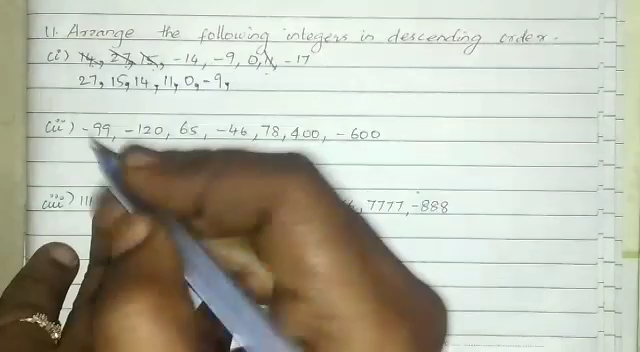 11. Arrange the following integers in descending order.
(i) 14, 27, 15, -14, -9, 0, 11, -17
27, 15, 14, 11, 0, -9,
(ii) -99, -120, 65, -46, 78, 400, -600
(iii) 111 7777, -888